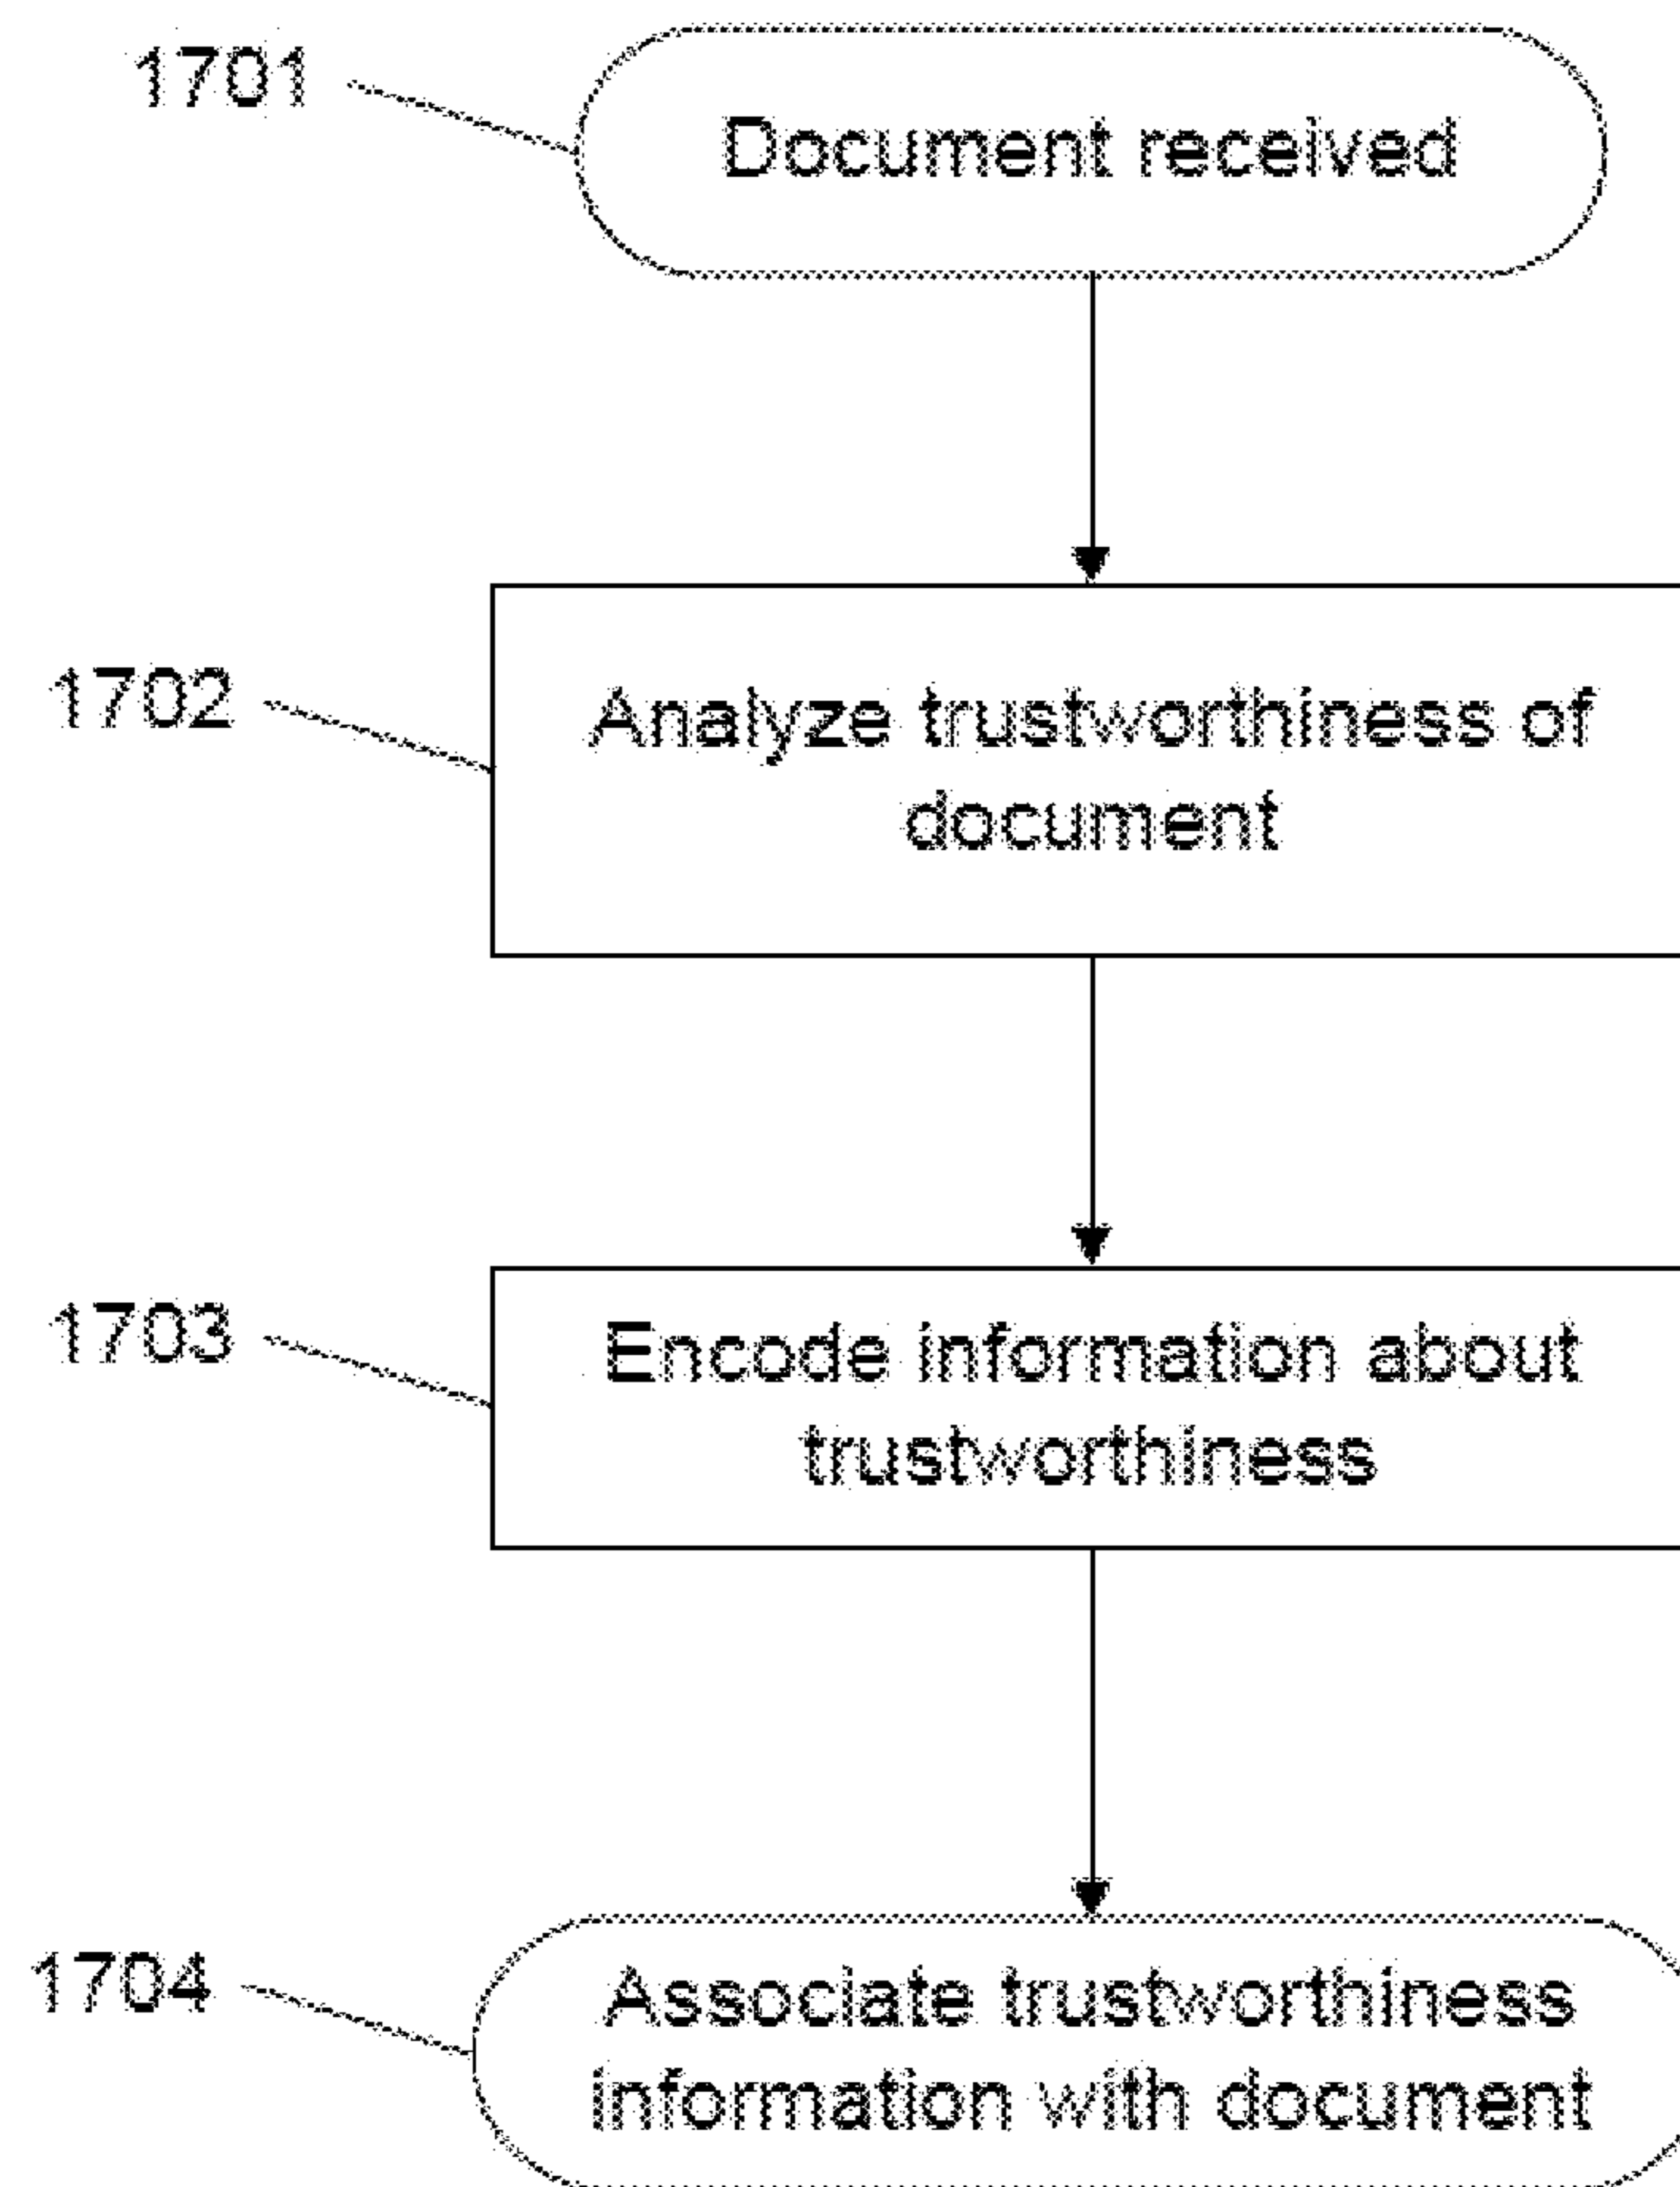 1701
Document received
1702
Analyze trustworthiness of
document
1703
Encode information about
trustworthiness
1704
Associate trustworthiness
information with document